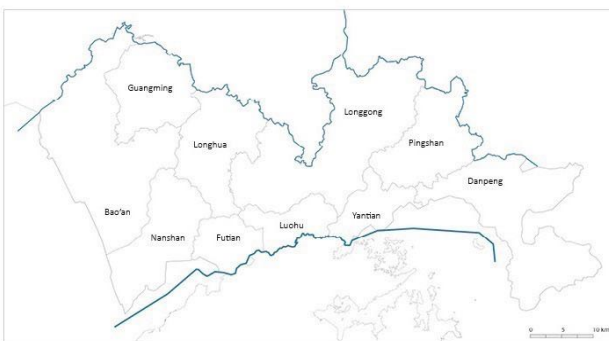 Guangming
Longgong
Longhua
Pingshan
Danpeng
Bao'an
Yantian
Luohu
Nanshan
Futian
0 5 10 km